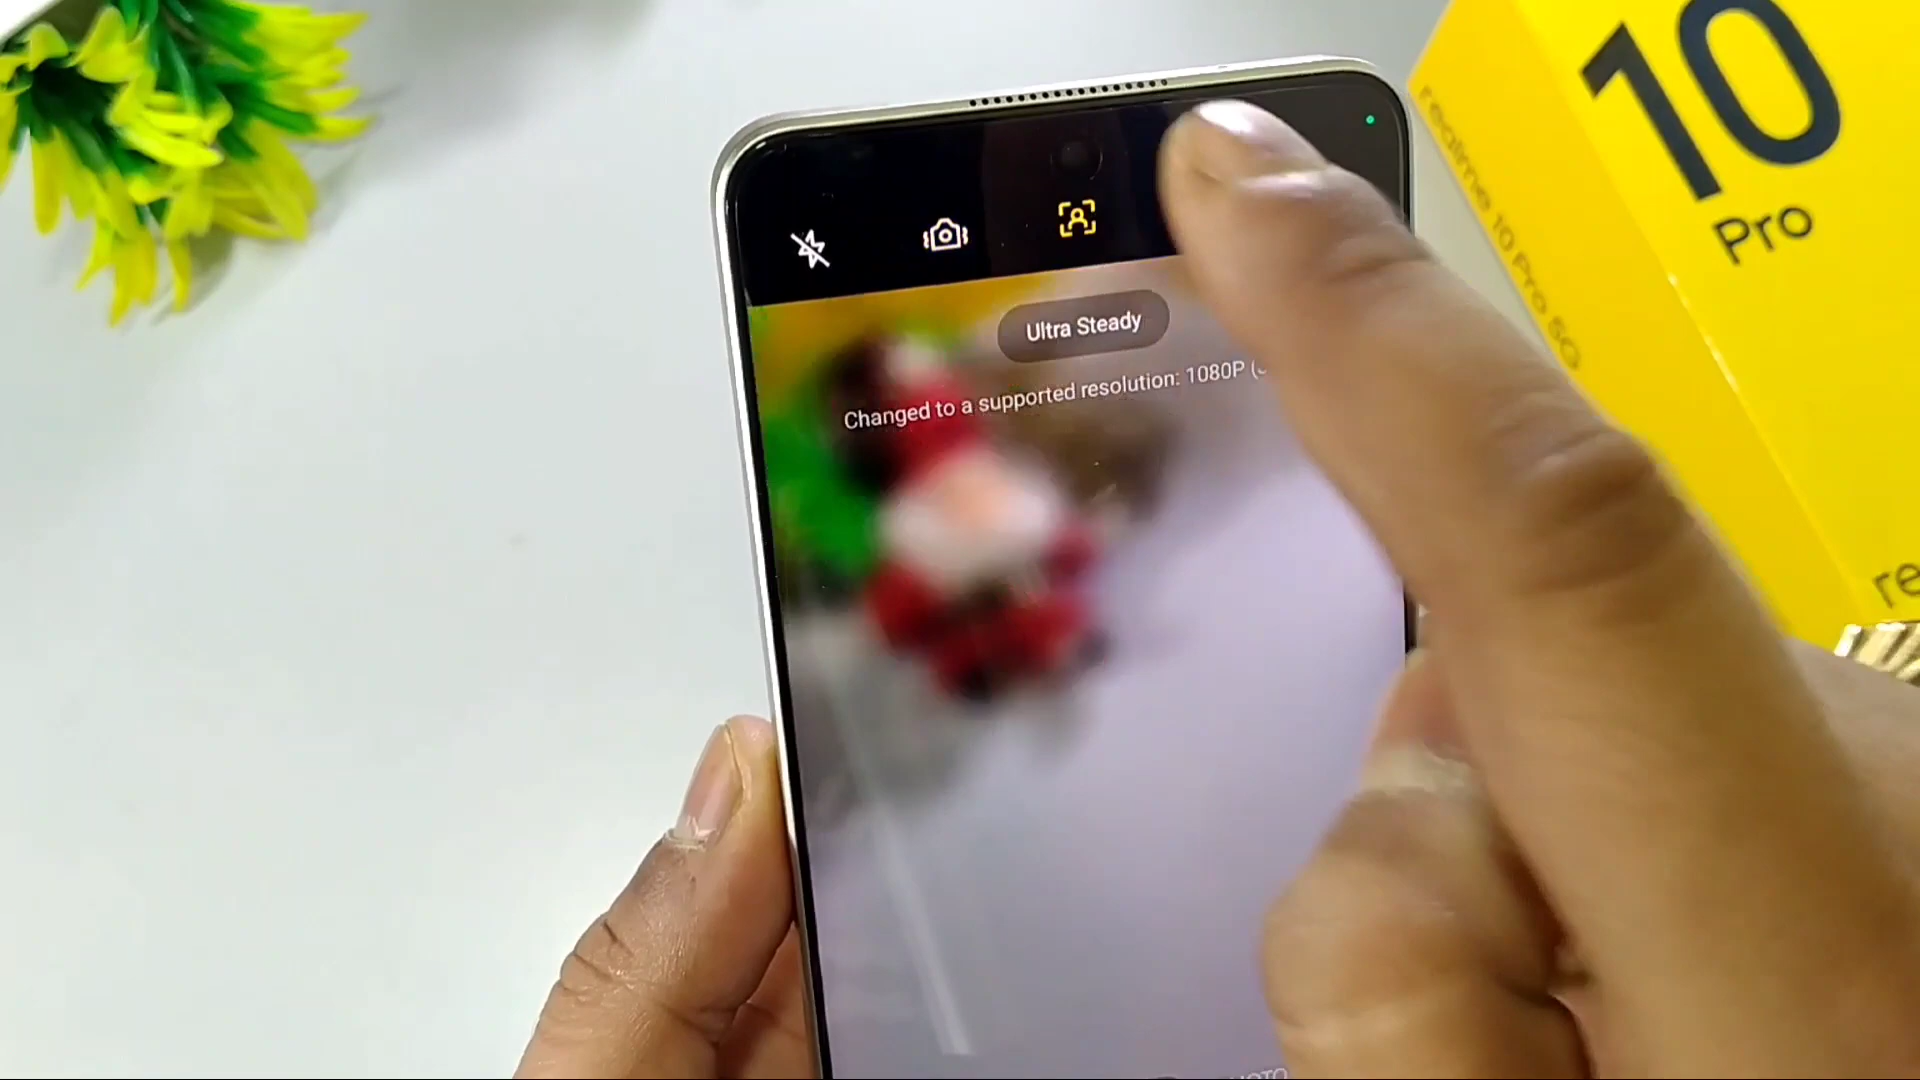 10
Pro
realme 10 Pro 5G
Ultra Steady
Changed to a supported resolution: 1080P
re